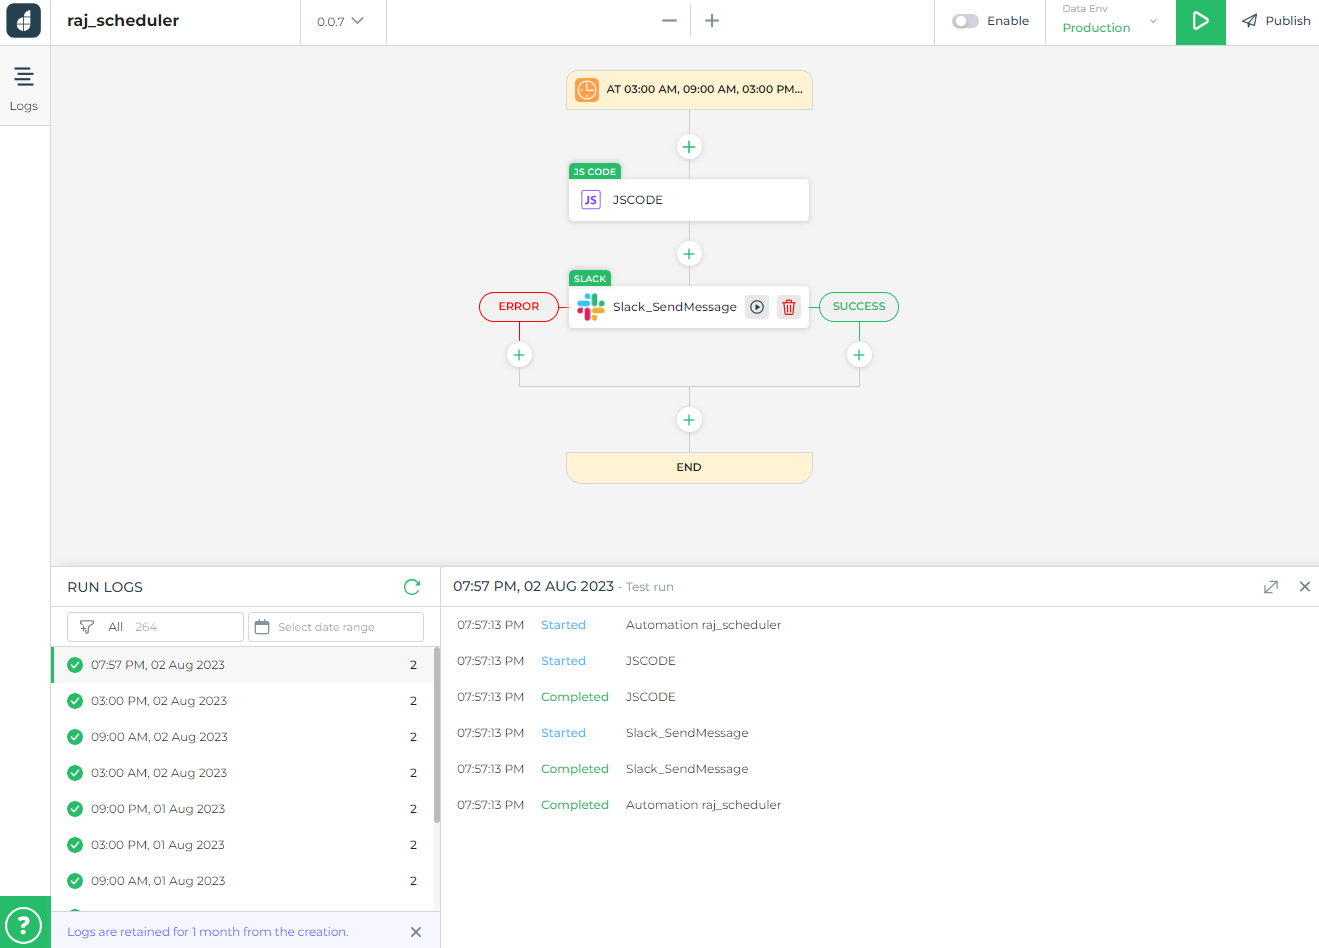 raj_scheduler
0.0.7
Enable
Data Env
Production
Publish
Logs
AT 03:00 AM, 09:00 AM, 03:00 PM...
JS CODE
JS JSCODE
SLACK
ERROR
Slack_SendMessage
SUCCESS
END
RUN LOGS
All 264
Select date range
07:57 PM, 02 Aug 2023 2
03:00 PM, 02 Aug 2023 2
09:00 AM, 02 Aug 2023 2
03:00 AM, 02 Aug 2023 2
09:00 PM, 01 Aug 2023 2
03:00 PM, 01 Aug 2023 2
09:00 AM, 01 Aug 2023 2
Logs are retained for 1 month from the creation.
?
07:57 PM, 02 AUG 2023 - Test run
07:57:13 PM Started Automation raj_scheduler
07:57:13 PM Started JSCODE
07:57:13 PM Completed JSCODE
07:57:13 PM Started Slack_SendMessage
07:57:13 PM Completed Slack_SendMessage
07:57:13 PM Completed Automation raj_scheduler